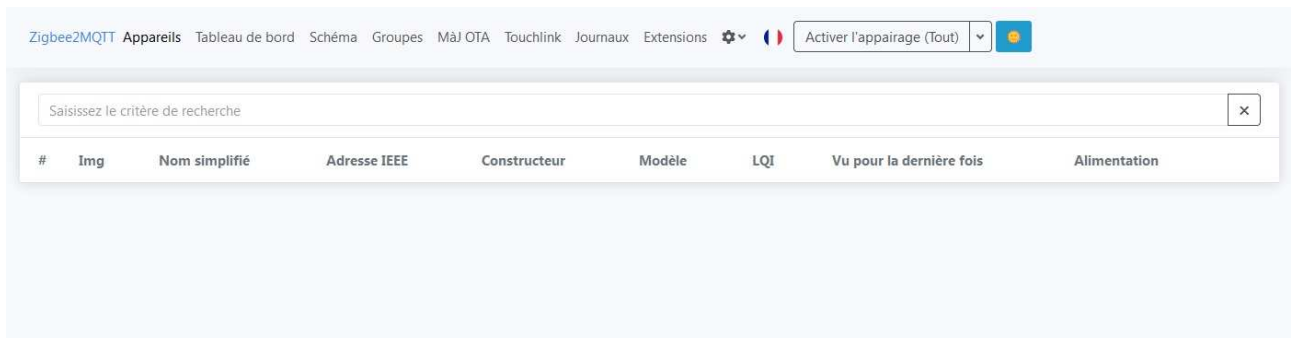 Zigbee2MQTT Appareils Tableau de bord Schéma Groupes MàJ OTA Touchlink Journaux Extensions Activer l'appairage (Tout)
Saisissez le critère de recherche
# Img Nom simplifié Adresse IEEE Constructeur Modèle LQI Vu pour la dernière fois Alimentation